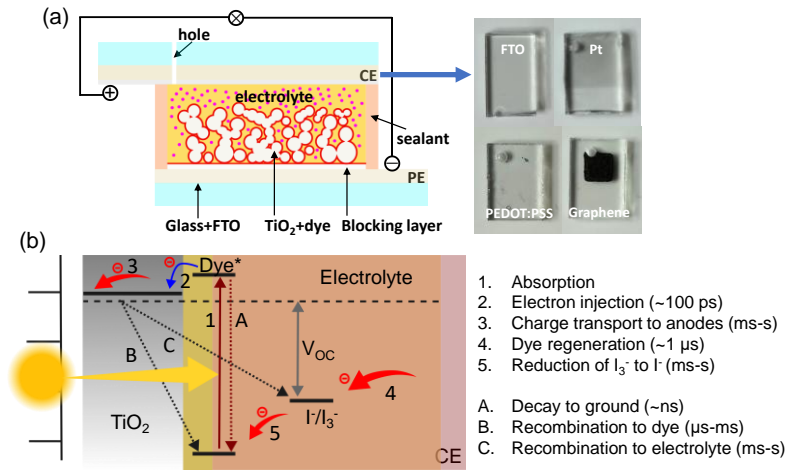 (a)
hole
CE
FTO
Pt
electrolyte
sealant
PE
PEDOT:PSS
Graphene
Glass+FTO
TiO₂+dye
Blocking layer
(b)
3
2
Dye*
Electrolyte
1
A
B
C
V_OC
4
I⁻/I₃⁻
5
TiO₂
CE
1. Absorption
2. Electron injection (~100 ps)
3. Charge transport to anodes (ms-s)
4. Dye regeneration (~1 µs)
5. Reduction of I₃⁻ to I⁻ (ms-s)
A. Decay to ground (~ns)
B. Recombination to dye (µs-ms)
C. Recombination to electrolyte (ms-s)